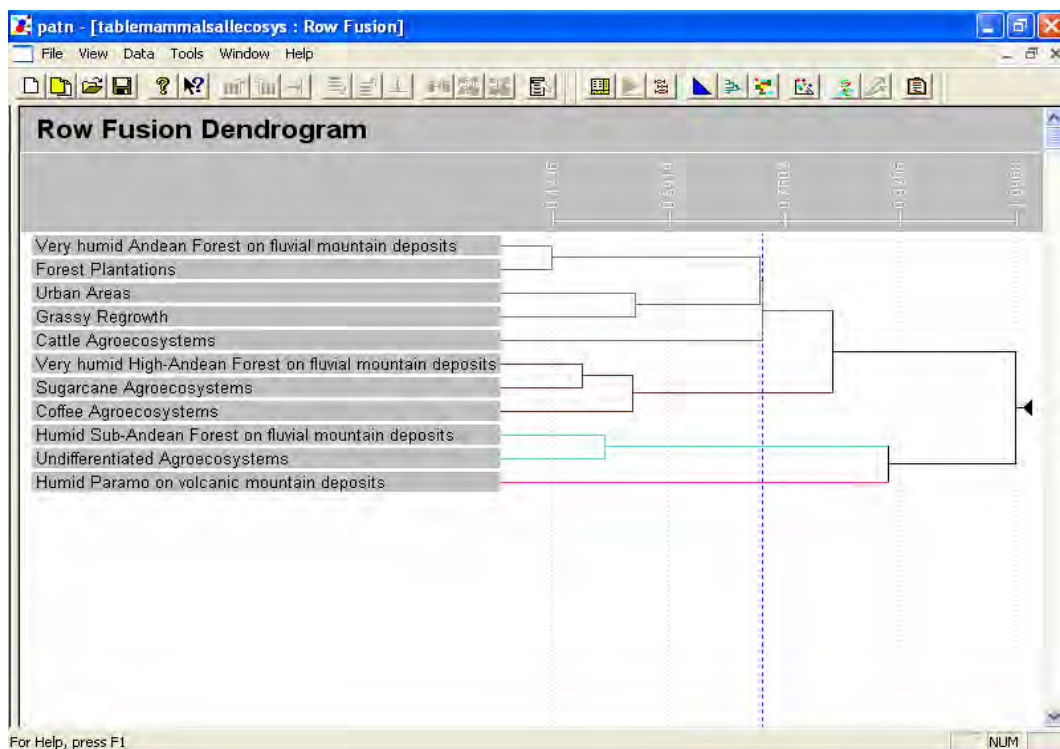 patn - [tablemammalsallecosys : Row Fusion]
File View Data Tools Window Help
Row Fusion Dendrogram
Very humid Andean Forest on fluvial mountain deposits
Forest Plantations
Urban Areas
Grassy Regrowth
Cattle Agroecosystems
Very humid High-Andean Forest on fluvial mountain deposits
Sugarcane Agroecosystems
Coffee Agroecosystems
Humid Sub-Andean Forest on fluvial mountain deposits
Undifferentiated Agroecosystems
Humid Paramo on volcanic mountain deposits
For Help, press F1
NUM